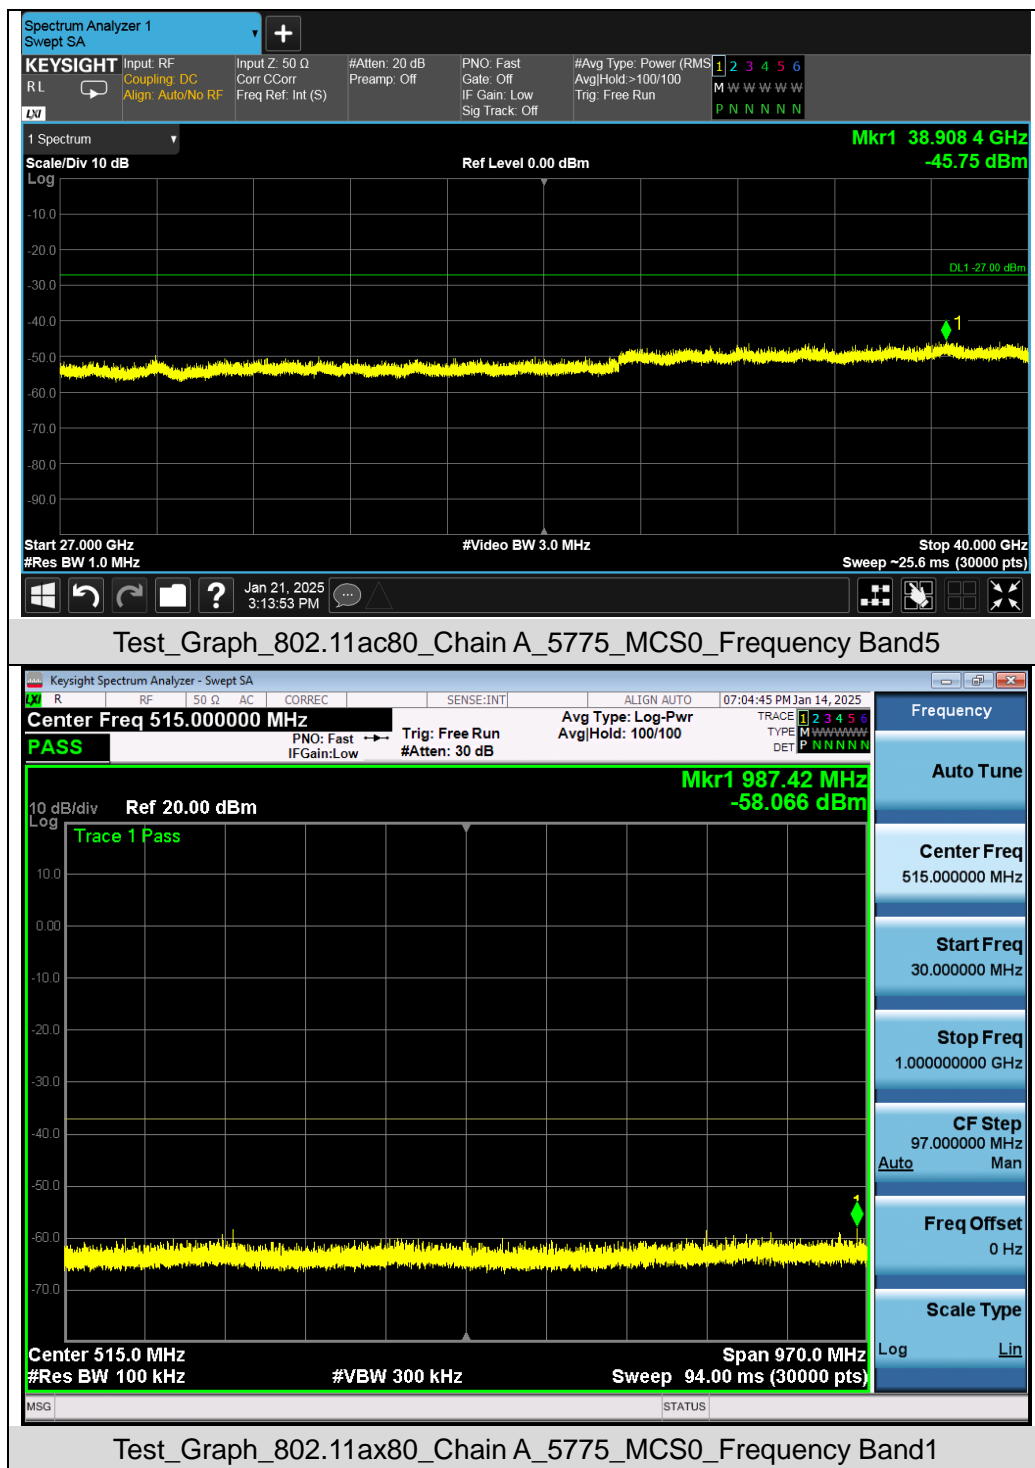 Spectrum Analyzer 1
Swept SA
KEYSIGHT
R L
LXI
Input: RF
Coupling: DC
Align: Auto/No RF
Input Z: 50 Ω
Corr CCorr
Freq Ref: Int (S)
#Atten: 20 dB
Preamp: Off
PNO: Fast
Gate: Off
IF Gain: Low
Sig Track: Off
#Avg Type: Power (RMS
Avg|Hold:>100/100
Trig: Free Run
1 2 3 4 5 6
M W W W W W
P N N N N N
1 Spectrum
Mkr1 38.908 4 GHz
Scale/Div 10 dB
Ref Level 0.00 dBm
-45.75 dBm
Log
-10.0
-20.0
DL1 -27.00 dBm
-30.0
-40.0
1
-50.0
-60.0
-70.0
-80.0
-90.0
Start 27.000 GHz
#Video BW 3.0 MHz
Stop 40.000 GHz
#Res BW 1.0 MHz
Sweep ~25.6 ms (30000 pts)
?
Jan 21, 2025
3:13:53 PM
Test_Graph_802.11ac80_Chain A_5775_MCS0_Frequency Band5
Keysight Spectrum Analyzer - Swept SA
LXI R RF 50 Ω AC CORREC SENSE:INT ALIGN AUTO 07:04:45 PM Jan 14, 2025
Center Freq 515.000000 MHz
PASS
PNO: Fast
IFGain:Low
Trig: Free Run
#Atten: 30 dB
Avg Type: Log-Pwr
Avg|Hold: 100/100
TRACE 1 2 3 4 5 6
TYPE M W W W W W
DET P N N N N N
Mkr1 987.42 MHz
10 dB/div Ref 20.00 dBm
-58.066 dBm
Log
Trace 1 Pass
10.0
0.00
-10.0
-20.0
-30.0
-40.0
-50.0
1
-60.0
-70.0
Center 515.0 MHz
Span 970.0 MHz
#Res BW 100 kHz
#VBW 300 kHz
Sweep 94.00 ms (30000 pts)
MSG
STATUS
Frequency
Auto Tune
Center Freq
515.000000 MHz
Start Freq
30.000000 MHz
Stop Freq
1.000000000 GHz
CF Step
97.000000 MHz
Auto Man
Freq Offset
0 Hz
Scale Type
Log Lin
Test_Graph_802.11ax80_Chain A_5775_MCS0_Frequency Band1